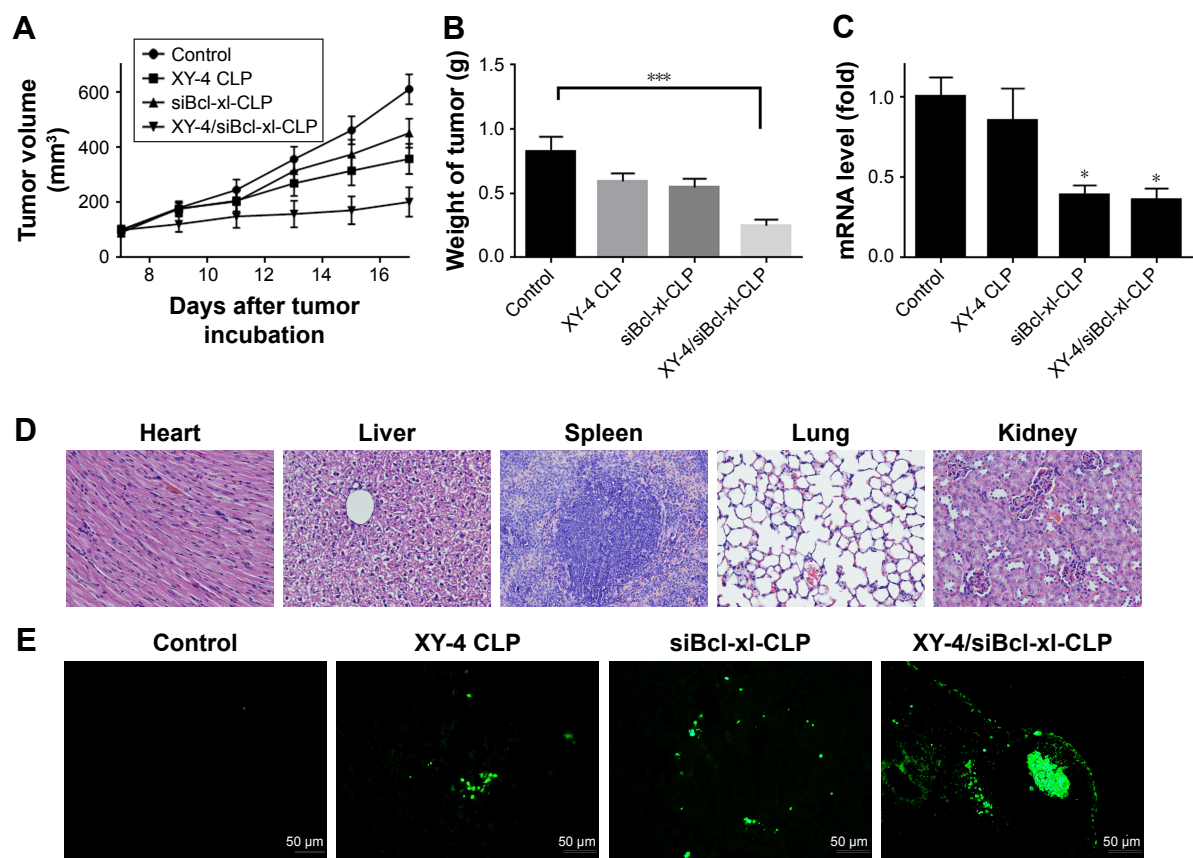 A
Control
XY-4 CLP
siBcl-xl-CLP
XY-4/siBcl-xl-CLP
Tumor volume
(mm³)
600
400
200
0
8
10
12
14
16
Days after tumor
incubation
B
***
Weight of tumor (g)
1.5
1.0
0.5
0.0
Control
XY-4 CLP
siBcl-xl-CLP
XY-4/siBcl-xl-CLP
C
mRNA level (fold)
1.0
0.5
0.0
*
*
Control
XY-4 CLP
siBcl-xl-CLP
XY-4/siBcl-xl-CLP
D
Heart
Liver
Spleen
Lung
Kidney
E
Control
XY-4 CLP
siBcl-xl-CLP
XY-4/siBcl-xl-CLP
50 µm
50 µm
50 µm
50 µm